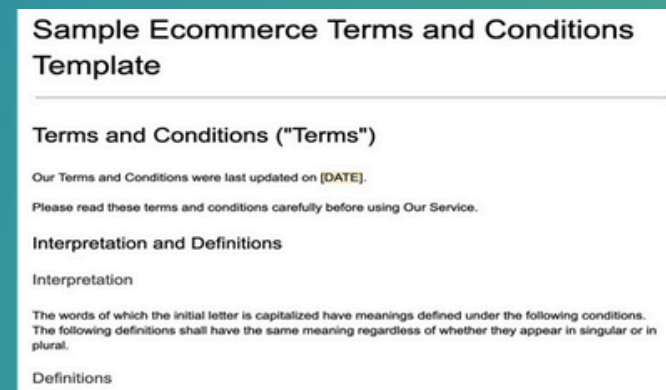 Sample Ecommerce Terms and Conditions
Template
Terms and Conditions ("Terms")
Our Terms and Conditions were last updated on [DATE].
Please read these terms and conditions carefully before using Our Service.
Interpretation and Definitions
Interpretation
The words of which the initial letter is capitalized have meanings defined under the following conditions.
The following definitions shall have the same meaning regardless of whether they appear in singular or in
plural.
Definitions